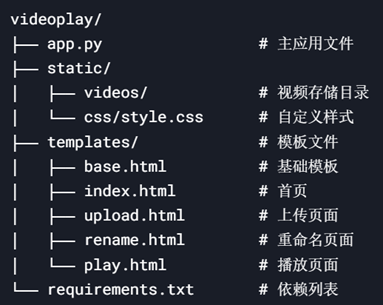 videoplay/
├── app.py                  # 主应用文件
├── static/
│   ├── videos/             # 视频存储目录
│   └── css/style.css       # 自定义样式
├── templates/              # 模板文件
│   ├── base.html           # 基础模板
│   ├── index.html          # 首页
│   ├── upload.html         # 上传页面
│   ├── rename.html         # 重命名页面
│   └── play.html           # 播放页面
└── requirements.txt        # 依赖列表